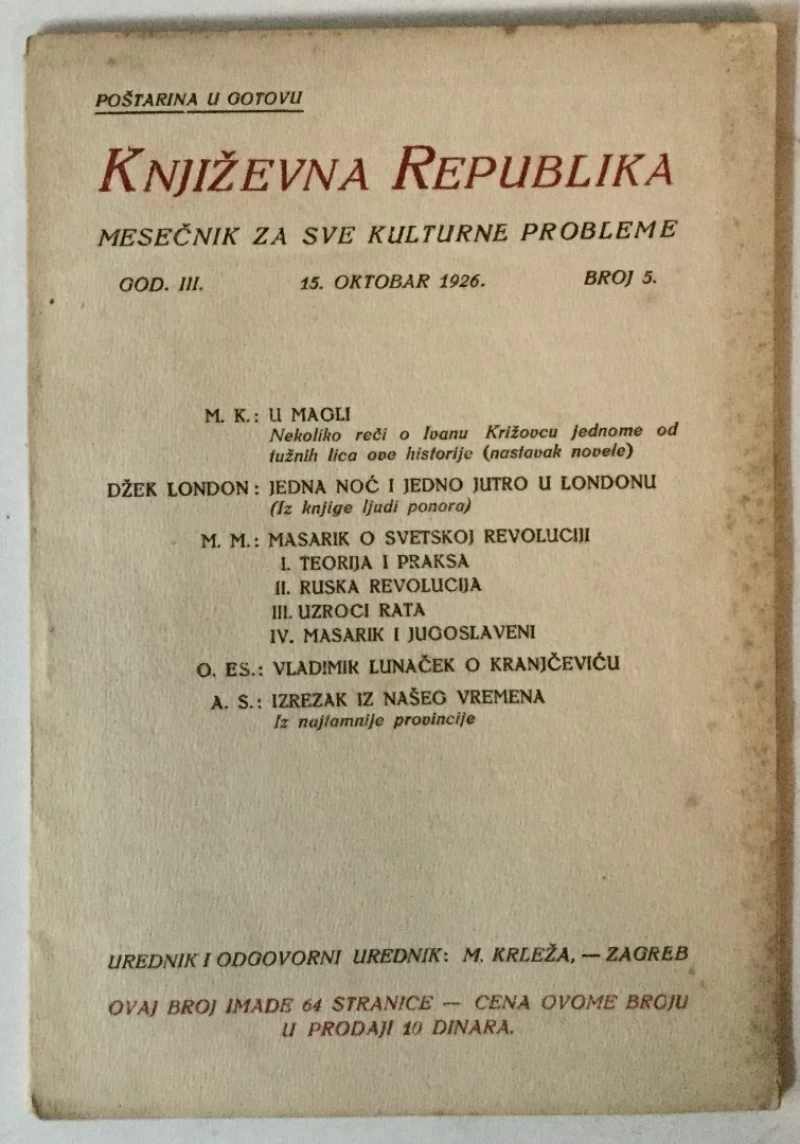 POŠTARINA U GOTOVU
KNJIŽEVNA REPUBLIKA
MESEČNIK ZA SVE KULTURNE PROBLEME
GOD. III. 15. OKTOBAR 1926. BROJ 5.
M. K.: U MAGLI
Nekoliko reči o Ivanu Križovcu jednome od
tužnih lica ove historije (nastavak novele)
DŽEK LONDON: JEDNA NOĆ I JEDNO JUTRO U LONDONU
(Iz knjige ljudi ponora)
M. M.: MASARIK O SVETSKOJ REVOLUCIJI
I. TEORIJA I PRAKSA
II. RUSKA REVOLUCIJA
III. UZROCI RATA
IV. MASARIK I JUGOSLAVENI
O. ES.: VLADIMIR LUNAČEK O KRANJČEVIĆU
A. S.: IZREZAK IZ NAŠEG VREMENA
Iz najtamnije provincije
UREDNIK I ODGOVORNI UREDNIK: M. KRLEŽA, — ZAGREB
OVAJ BROJ IMADE 64 STRANICE — CENA OVOME BROJU
U PRODAJI 10 DINARA.